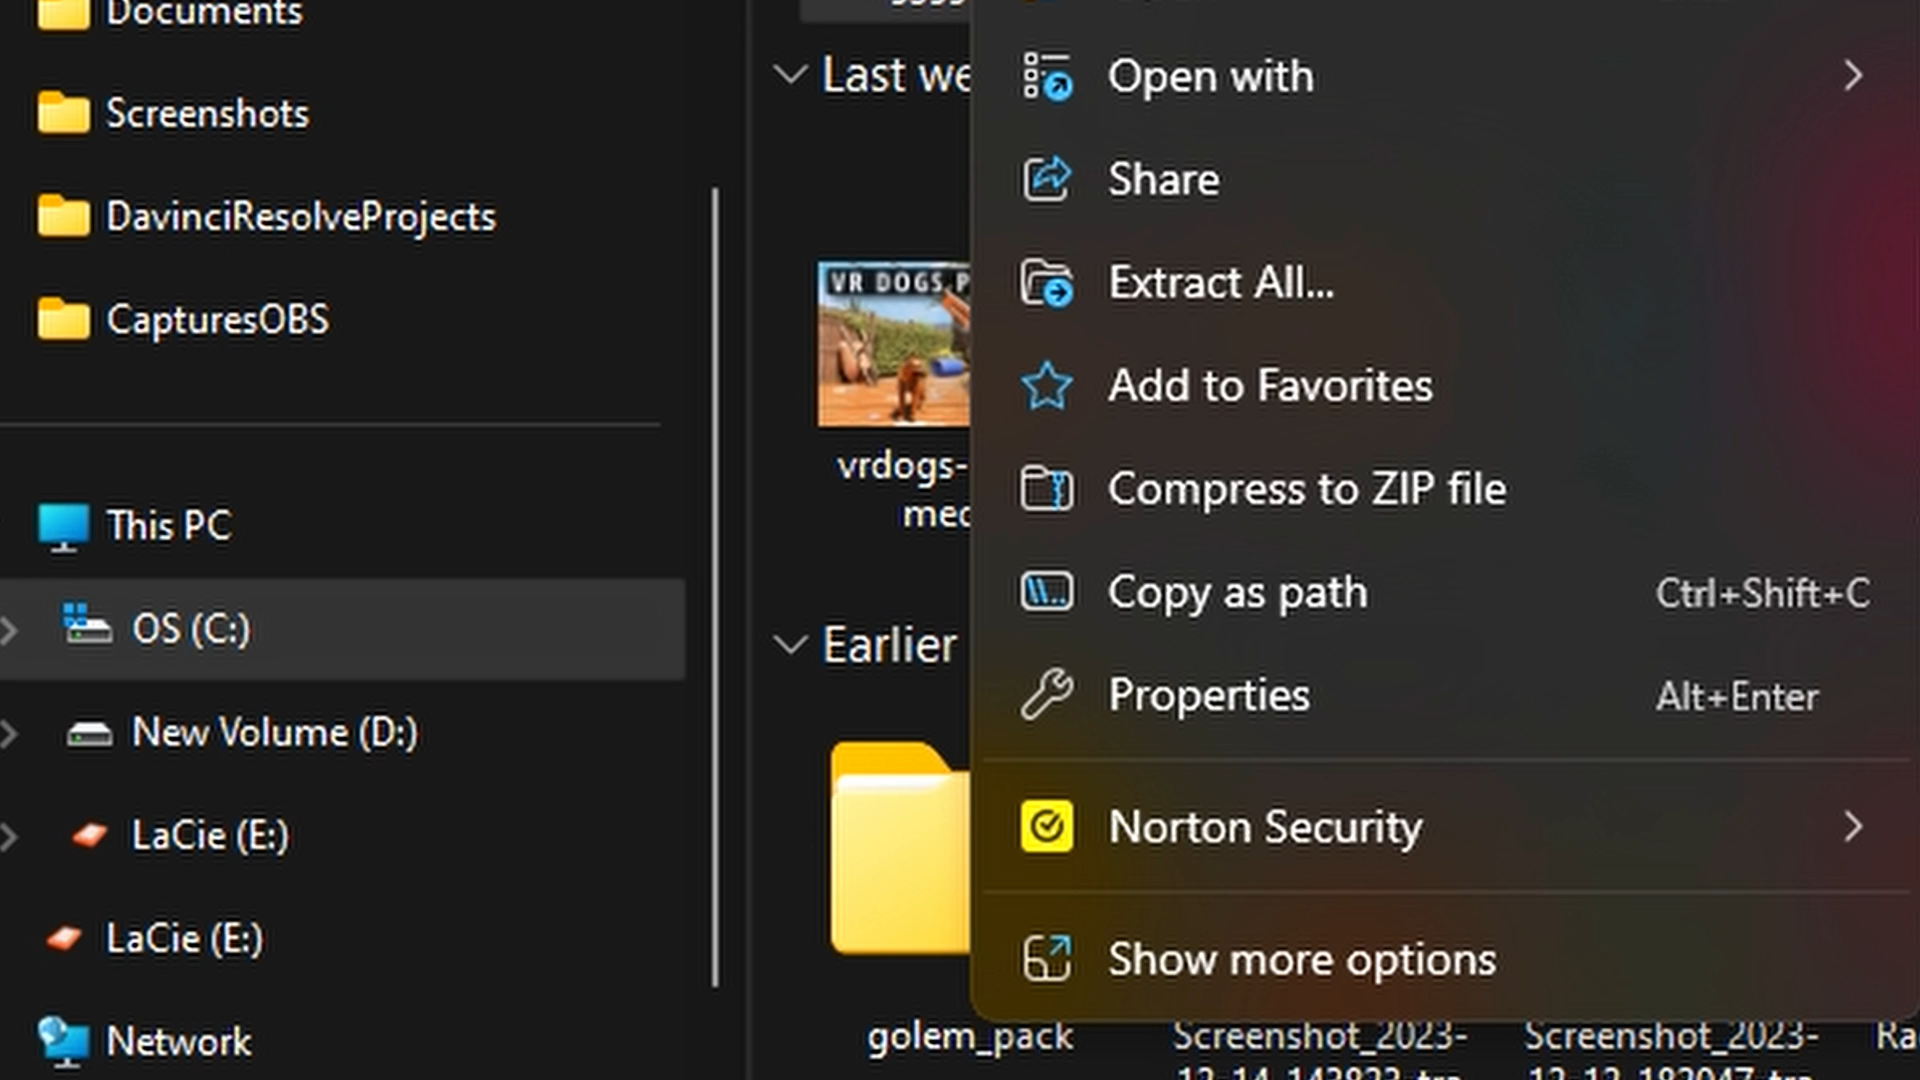 Documents
Screenshots
DavinciResolveProjects
CapturesOBS
This PC
OS (C:)
New Volume (D:)
LaCie (E:)
LaCie (E:)
Network
Last we
VR DOGS P
vrdogs-
med
Earlier
golem_pack
Screenshot_2023-
Screenshot_2023-
Ra
Open with
Share
Extract All...
Add to Favorites
Compress to ZIP file
Copy as path Ctrl+Shift+C
Properties Alt+Enter
Norton Security
Show more options